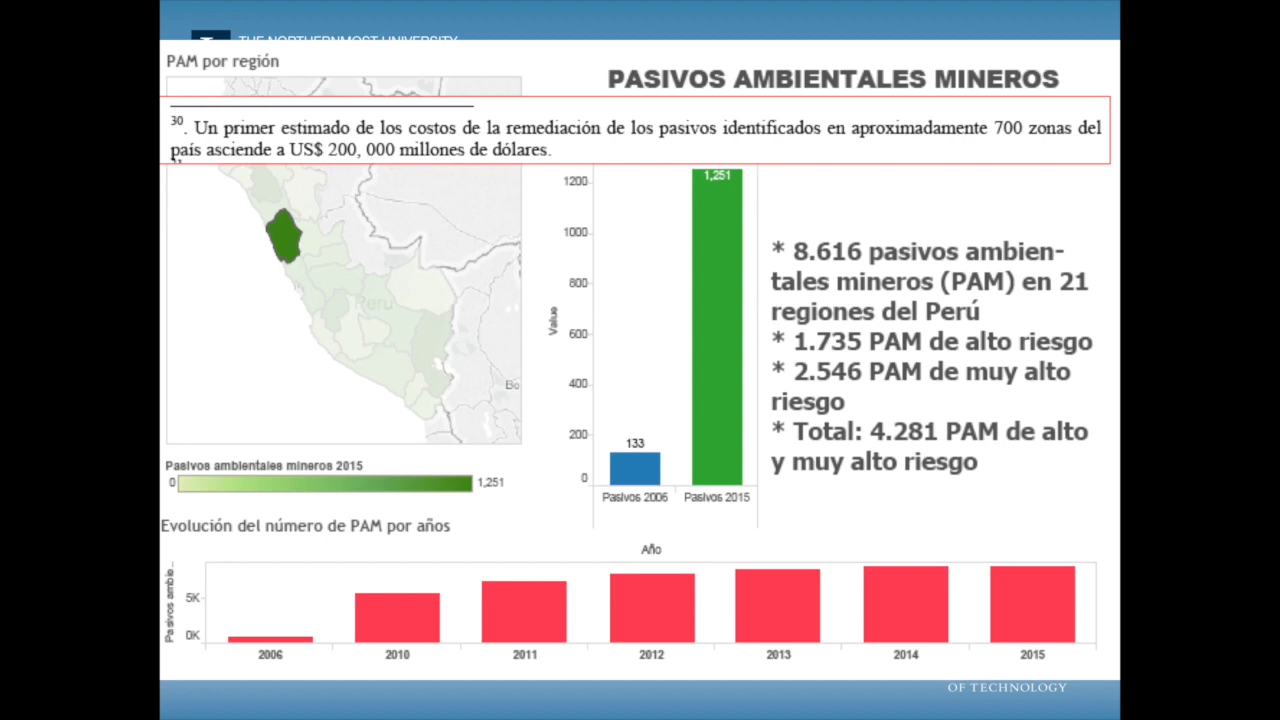 THE NORTHERNMOST UNIVERSITY
PAM por región
PASIVOS AMBIENTALES MINEROS
30. Un primer estimado de los costos de la remediación de los pasivos identificados en aproximadamente 700 zonas del
país asciende a US$ 200, 000 millones de dólares.
Perú
Bo
Pasivos ambientales mineros 2015
0
1,251
Value
1200
1000
800
600
400
200
0
1,251
133
Pasivos 2006
Pasivos 2015
* 8.616 pasivos ambien-
tales mineros (PAM) en 21
regiones del Perú
* 1.735 PAM de alto riesgo
* 2.546 PAM de muy alto
riesgo
* Total: 4.281 PAM de alto
y muy alto riesgo
Evolución del número de PAM por años
Año
Pasivos ambie..
5K
0K
2006
2010
2011
2012
2013
2014
2015
OF TECHNOLOGY